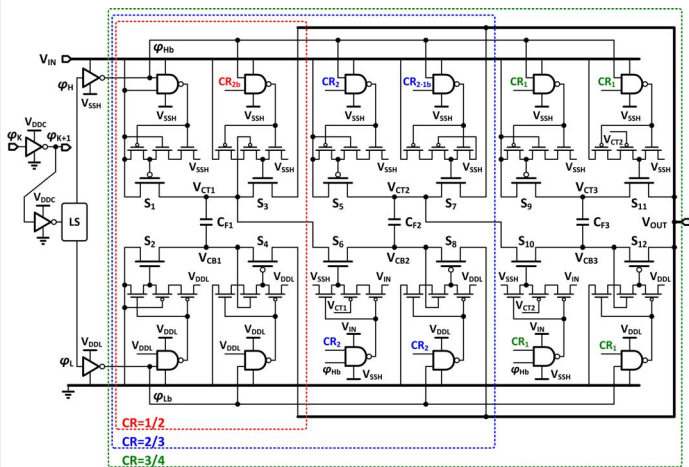 V_IN
φ_H
φ_Hb
V_SSH
CR_2b
V_SSH
V_SSH
CR_2
V_SSH
CR_2·1b
V_SSH
CR_1
V_SSH
CR_1
V_SSH
V_DDC
φ_K
φ_K+1
V_SSH
V_SSH
V_SSH
V_SSH
V_SSH
V_CT2
V_SSH
S_1
V_CT1
S_3
S_5
V_CT2
S_7
S_9
V_CT3
S_11
V_DDC
LS
C_F1
C_F2
C_F3
V_OUT
S_2
V_CB1
S_4
S_6
V_CB2
S_8
S_10
V_CB3
S_12
V_DDL
V_DDL
V_SSH
V_IN
V_DDL
V_SSH
V_IN
V_DDL
V_CT1
V_CT2
V_DDL
V_DDL
V_IN
V_DDL
V_IN
V_DDL
φ_L
V_DDL
CR_2
CR_2
CR_1
CR_1
φ_Hb
V_SSH
φ_Hb
V_SSH
φ_Lb
CR=1/2
CR=2/3
CR=3/4